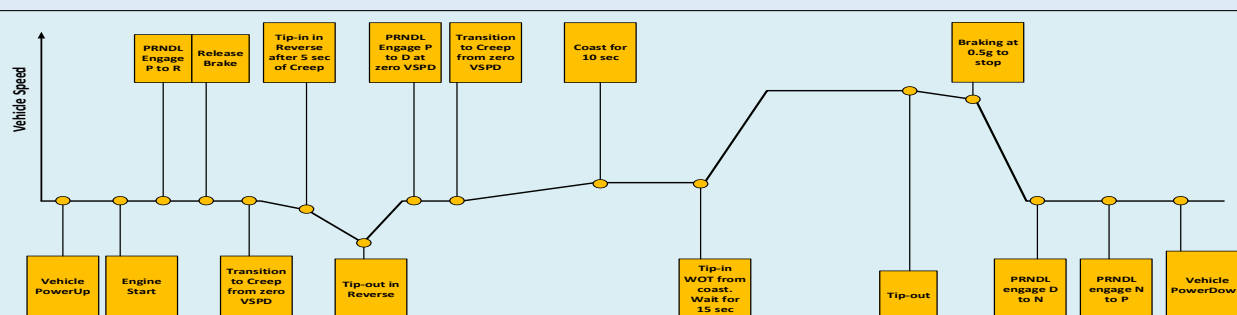 Vehicle Speed
PRNDL
Engage
P to R
Release
Brake
Tip-in in
Reverse
after 5 sec
of Creep
PRNDL
Engage P
to D at
zero VSPD
Transition
to Creep
from zero
VSPD
Coast for
10 sec
Braking at
0.5g to
stop
Vehicle
PowerUp
Engine
Start
Transition
to Creep
from zero
VSPD
Tip-out in
Reverse
Tip-in
WOT from
coast.
Wait for
15 sec
Tip-out
PRNDL
engage D
to N
PRNDL
engage N
to P
Vehicle
PowerDow